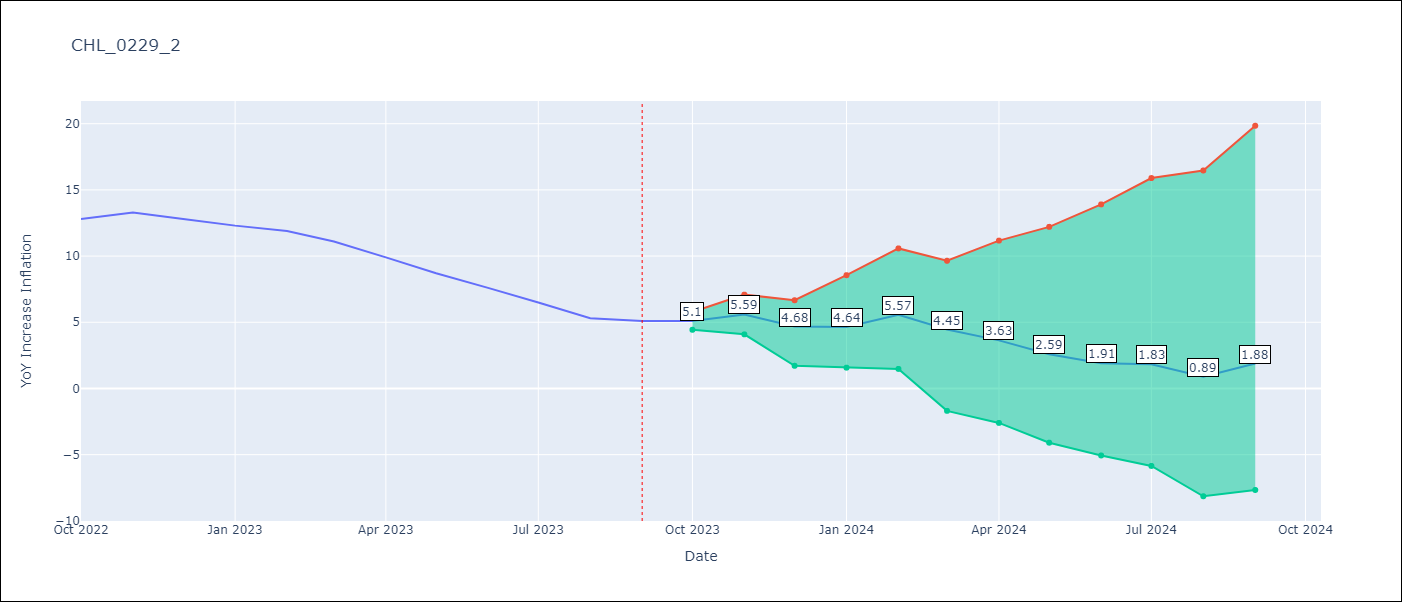 CHL_0229_2
YoY Increase Inflation
20
15
10
5
0
−5
−10
5.1
5.59
4.68
4.64
5.57
4.45
3.63
2.59
1.91
1.83
0.89
1.88
Oct 2022
Jan 2023
Apr 2023
Jul 2023
Oct 2023
Jan 2024
Apr 2024
Jul 2024
Oct 2024
Date